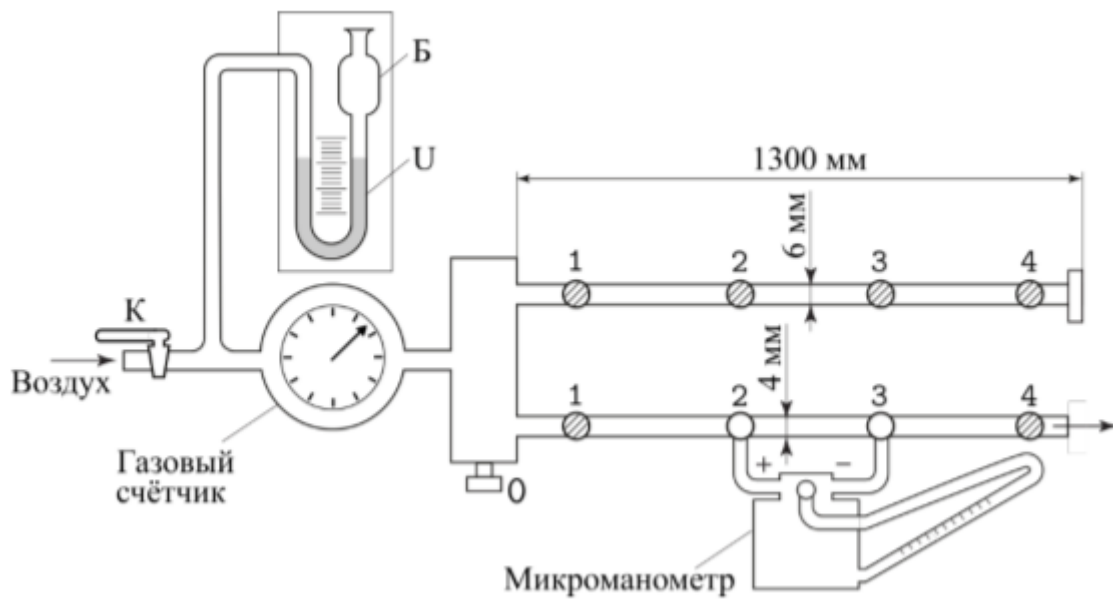 Б
U
1300 мм
6 мм
1 2 3 4
К
Воздух
4 мм
1 2 3 4
Газовый
счётчик
0
+ −
Микроманометр